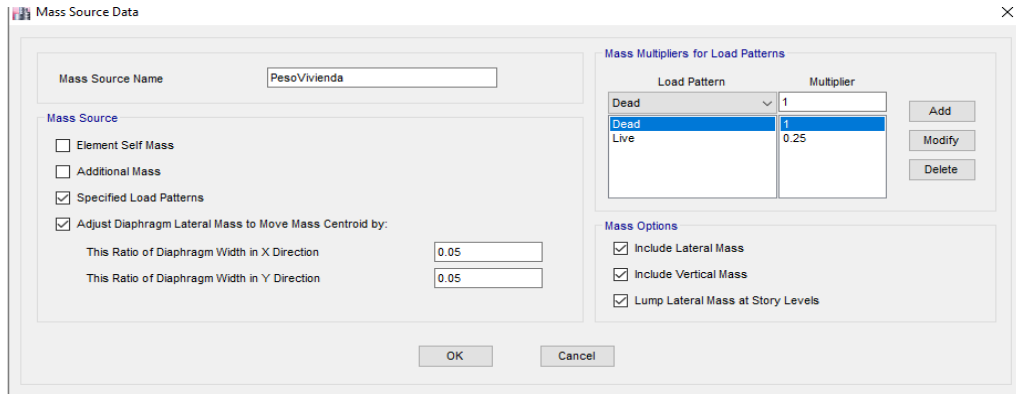 Mass Source Data
Mass Source Name PesoVivienda
Mass Source
Element Self Mass
Additional Mass
Specified Load Patterns
Adjust Diaphragm Lateral Mass to Move Mass Centroid by:
This Ratio of Diaphragm Width in X Direction 0.05
This Ratio of Diaphragm Width in Y Direction 0.05
Mass Multipliers for Load Patterns
Load Pattern Multiplier
Dead 1
Dead 1
Live 0.25
Add
Modify
Delete
Mass Options
Include Lateral Mass
Include Vertical Mass
Lump Lateral Mass at Story Levels
OK Cancel